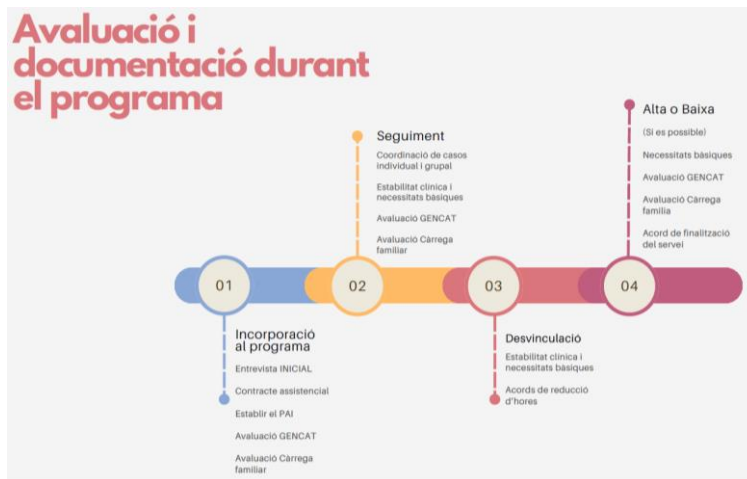 Avaluació i
documentació durant
el programa
01
Incorporació
al programa
Entrevista INICIAL
Contracte assistencial
Establir el PAI
Avaluació GENCAT
Avaluació Càrrega
familiar
02
Seguiment
Coordinació de casos
individual i grupal
Estabilitat clínica i
necessitats bàsiques
Avaluació GENCAT
Avaluació Càrrega
familiar
03
Desvinculació
Estabilitat clínica i
necessitats bàsiques
Acords de reducció
d'hores
04
Alta o Baixa
(Si es possible)
Necessitats bàsiques
Avaluació GENCAT
Avaluació Càrrega
familia
Acord de finalització
del servei